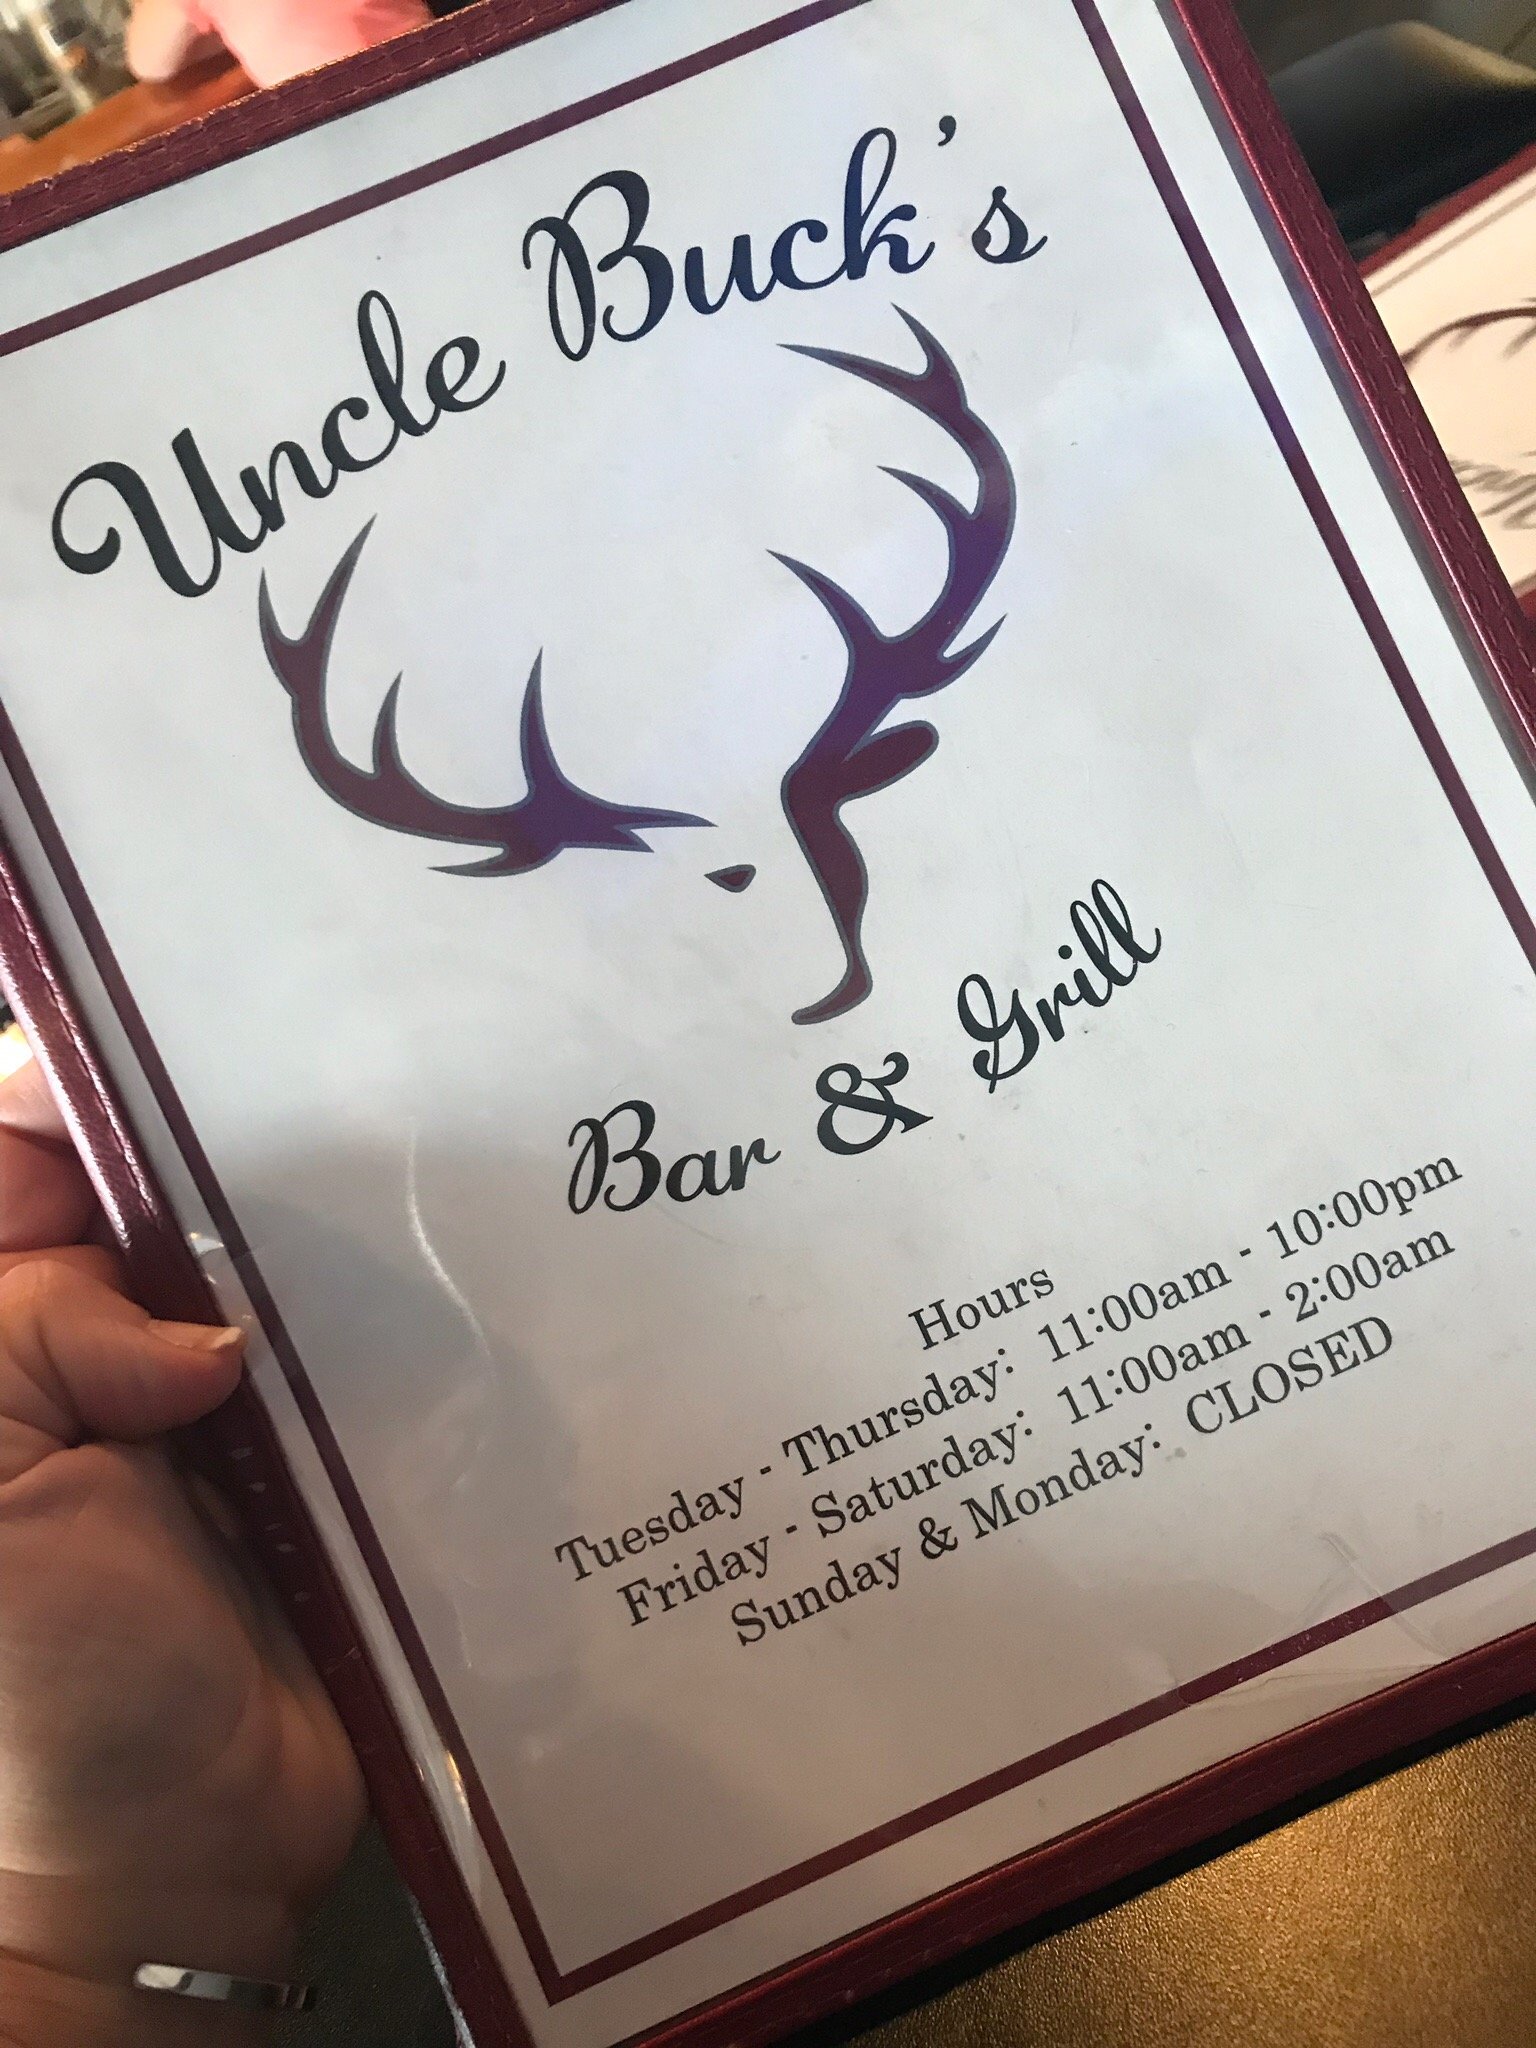 Uncle Buck's
Bar & Grill
Hours
Tuesday - Thursday: 11:00am - 10:00pm
Friday - Saturday: 11:00am - 2:00am
Sunday & Monday: CLOSED